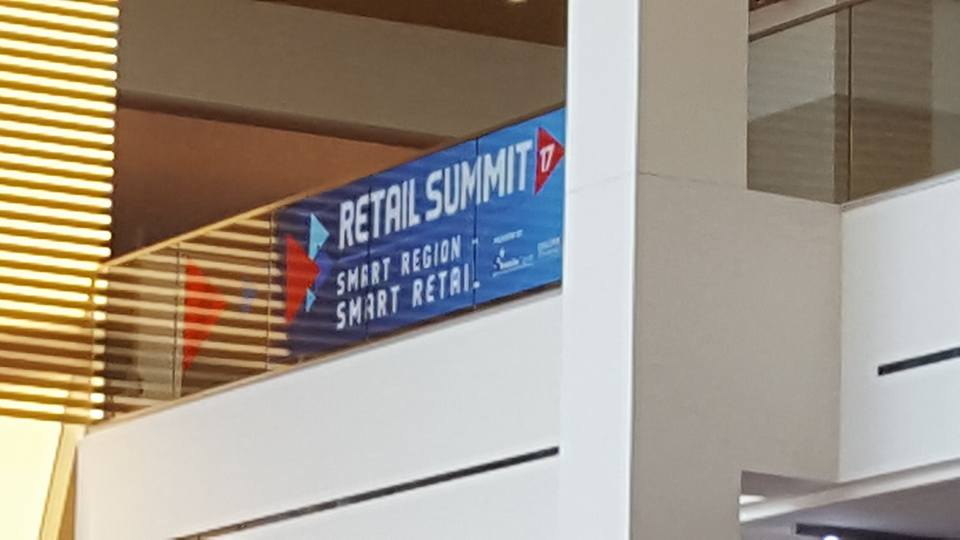 RETAIL SUMMIT 17
SMART REGION
SMART RETAIL